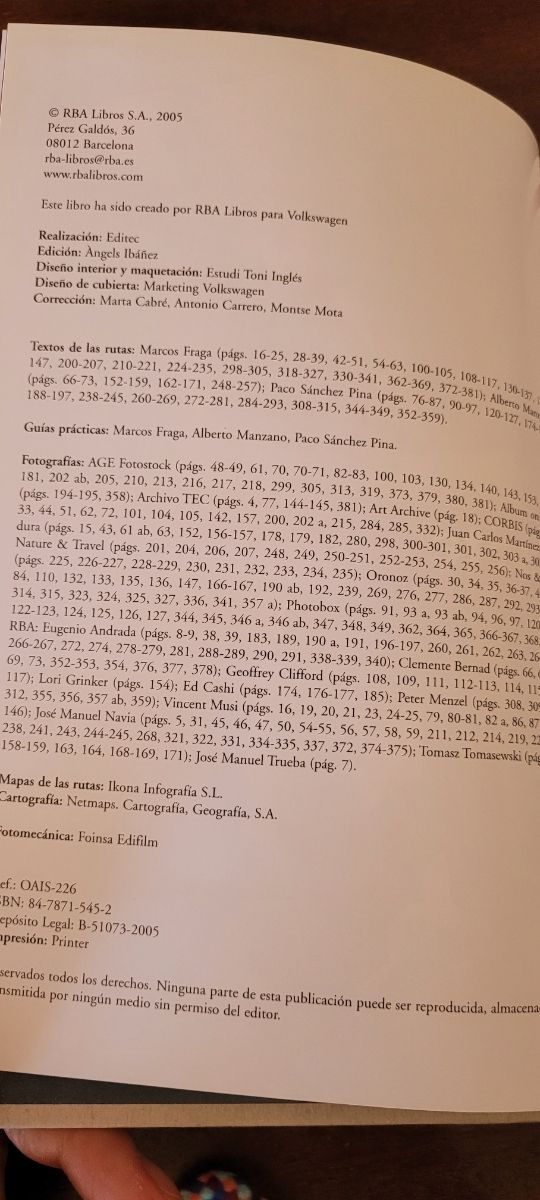 © RBA Libros S.A., 2005
Pérez Galdós, 36
08012 Barcelona
rba-libros@rba.es
www.rbalibros.com
Este libro ha sido creado por RBA Libros para Volkswagen
Realización: Editec
Edición: Àngels Ibáñez
Diseño interior y maquetación: Estudi Toni Inglés
Diseño de cubierta: Marketing Volkswagen
Corrección: Marta Cabré, Antonio Carrero, Montse Mota
Textos de las rutas: Marcos Fraga (págs. 16-25, 28-39, 42-51, 54-63, 100-105, 108-117, 130-137,
147, 200-207, 210-221, 224-235, 298-305, 318-327, 330-341, 362-369, 372-381); Alberto
(págs. 66-73, 152-159, 162-171, 248-257); Paco Sánchez Pina (págs. 76-87, 90-97, 120-127,
188-197, 238-245, 260-269, 272-281, 284-293, 308-315, 344-349, 352-359).
Guías prácticas: Marcos Fraga, Alberto Manzano, Paco Sánchez Pina.
Fotografías: AGE Fotostock (págs. 48-49, 61, 70, 70-71, 82-83, 100, 103, 130, 134, 140, 143, 153,
181, 202 ab, 205, 210, 213, 216, 217, 218, 299, 305, 313, 319, 373, 379, 380, 381); Album on
(págs. 194-195, 358); Archivo TEC (págs. 4, 77, 144-145, 381); Art Archive (pág. 18); CORBIS
33, 44, 51, 62, 72, 101, 104, 105, 142, 157, 200, 202 a, 215, 284, 285, 332); Juan Carlos Martínez
dura (págs. 15, 43, 61 ab, 63, 152, 156-157, 178, 179, 182, 280, 298, 300-301, 301, 302, 303 a,
Nature & Travel (págs. 201, 204, 206, 207, 248, 249, 250-251, 252-253, 254, 255, 256); Nos &
(págs. 225, 226-227, 228-229, 230, 231, 232, 233, 234, 235); Oronoz (págs. 30, 34, 35, 36-37,
84, 110, 132, 133, 135, 136, 147, 166-167, 190 ab, 192, 239, 269, 276, 277, 286, 287, 292,
314, 315, 323, 324, 325, 327, 336, 341, 357 a); Photobox (págs. 91, 93 a, 93 ab, 94, 96, 97,
122-123, 124, 125, 126, 127, 344, 345, 346 a, 346 ab, 347, 348, 349, 362, 364, 365, 366-367,
RBA: Eugenio Andrada (págs. 8-9, 38, 39, 183, 189, 190 a, 191, 196-197, 260, 261, 262, 263,
266-267, 272, 274, 278-279, 281, 288-289, 290, 291, 338-339, 340); Clemente Bernad (págs. 66,
69, 73, 352-353, 354, 376, 377, 378); Geoffrey Clifford (págs. 108, 109, 111, 112-113, 114,
117); Lori Grinker (págs. 154); Ed Cashi (págs. 174, 176-177, 185); Peter Menzel (págs. 308,
312, 355, 356, 357 ab, 359); Vincent Musi (págs. 16, 19, 20, 21, 23, 24-25, 79, 80-81, 82 a, 86, 87
146); José Manuel Navia (págs. 5, 31, 45, 46, 47, 50, 54-55, 56, 57, 58, 59, 211, 212, 214, 219,
238, 241, 243, 244-245, 268, 321, 322, 331, 334-335, 337, 372, 374-375); Tomasz Tomasewski
158-159, 163, 164, 168-169, 171); José Manuel Trueba (pág. 7).
Mapas de las rutas: Ikona Infografía S.L.
Cartografía: Netmaps. Cartografía, Geografía, S.A.
otomecánica: Foinsa Edifilm
ef.: OAIS-226
BN: 84-7871-545-2
epósito Legal: B-51073-2005
presión: Printer
servados todos los derechos. Ninguna parte de esta publicación puede ser reproducida, almacena
nsmitida por ningún medio sin permiso del editor.